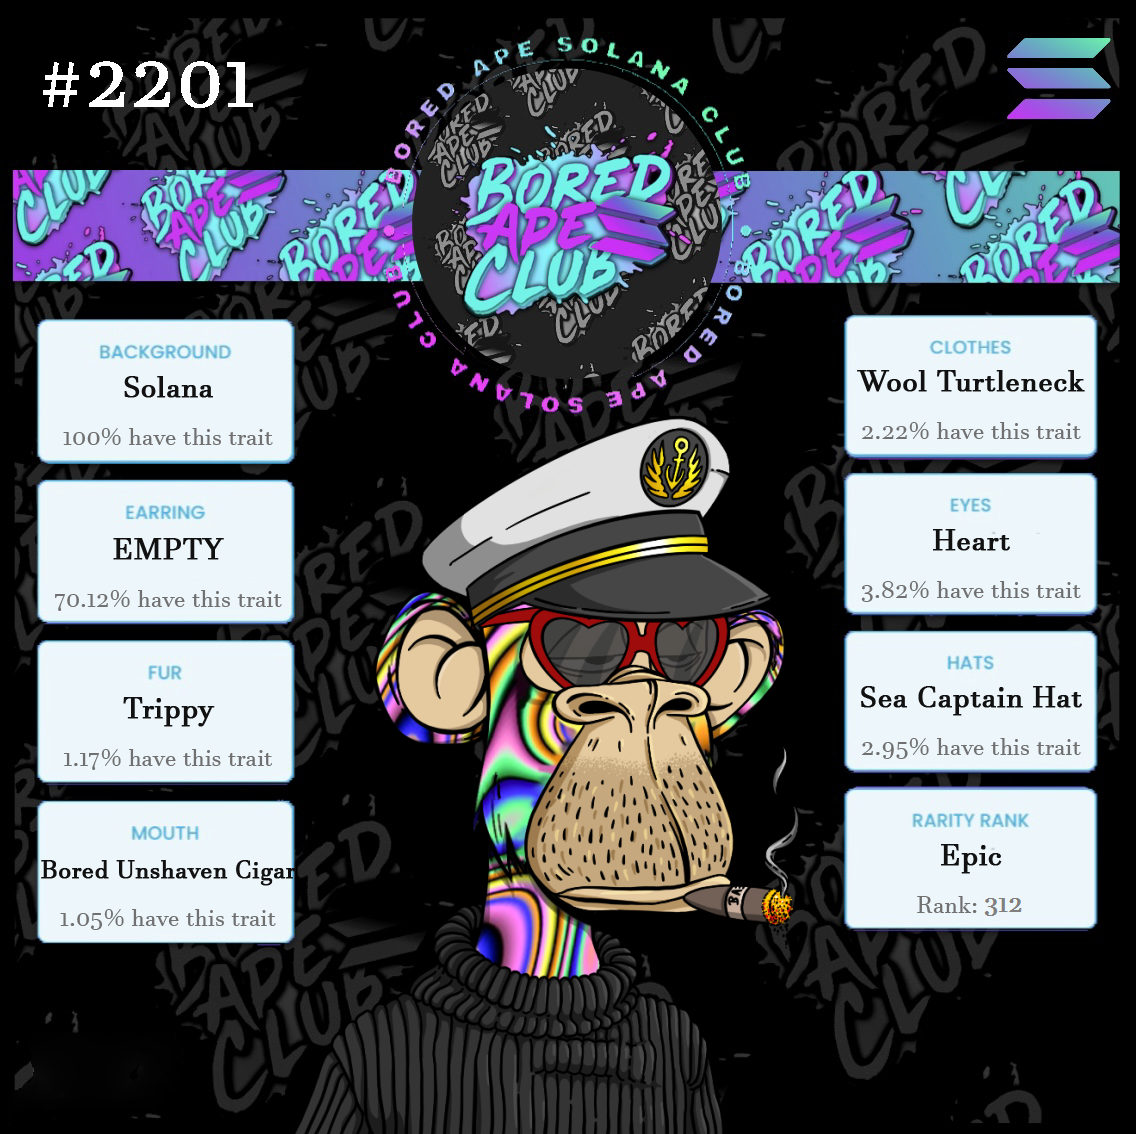 #2201
BORED APE SOLANA CLUB
BORED APE SOLANA CLUB
BORED
APE
CLUB
BACKGROUND
Solana
100% have this trait
EARRING
EMPTY
70.12% have this trait
FUR
Trippy
1.17% have this trait
MOUTH
Bored Unshaven Cigar
1.05% have this trait
CLOTHES
Wool Turtleneck
2.22% have this trait
EYES
Heart
3.82% have this trait
HATS
Sea Captain Hat
2.95% have this trait
RARITY RANK
Epic
Rank: 312